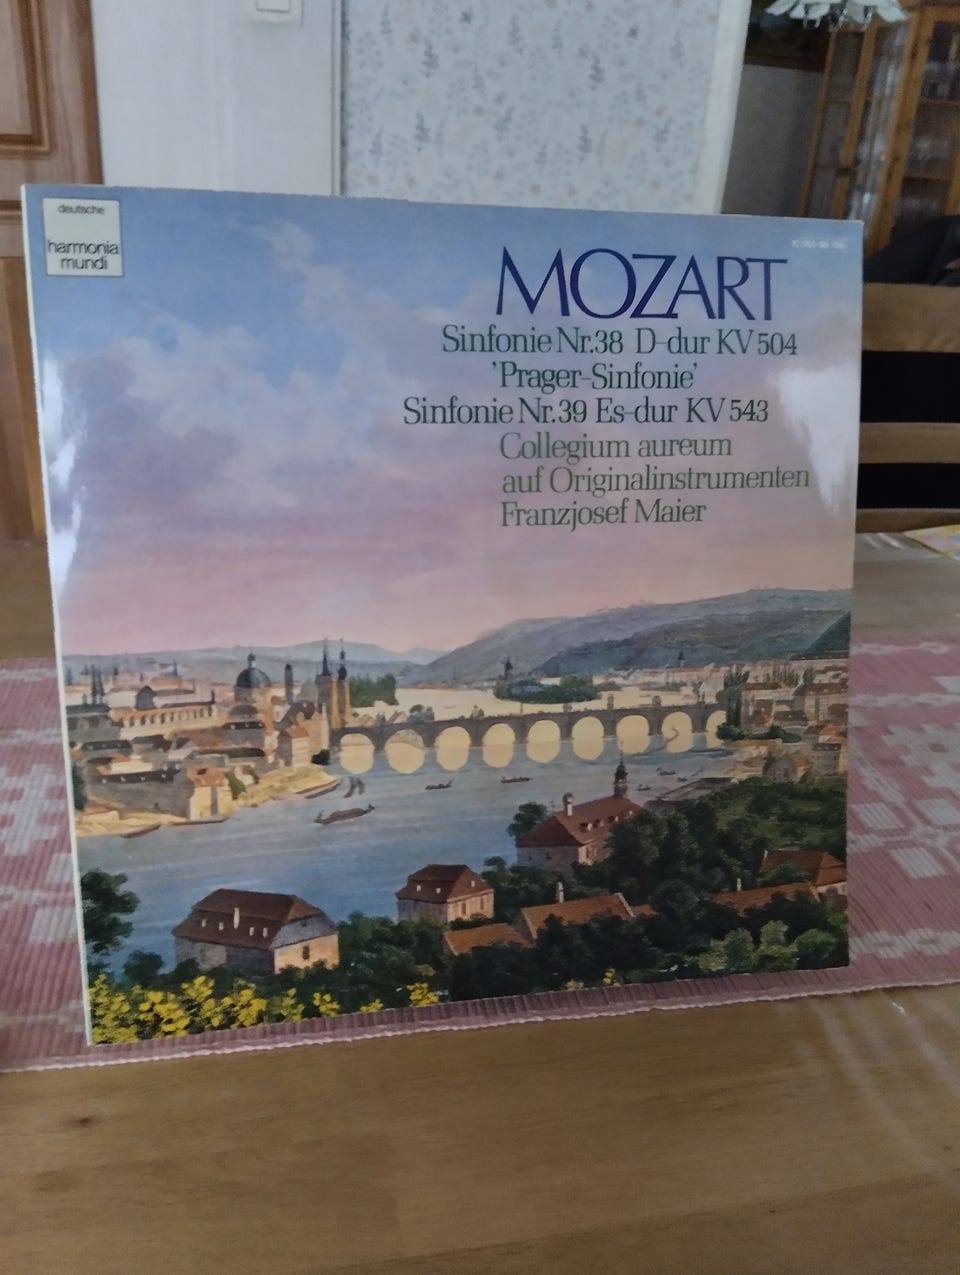 deutsche
harmonia
mundi
MOZART
Sinfonie Nr.38 D-dur KV 504
'Prager-Sinfonie'
Sinfonie Nr.39 Es-dur KV 543
Collegium aureum
auf Originalinstrumenten
Franzjosef Maier